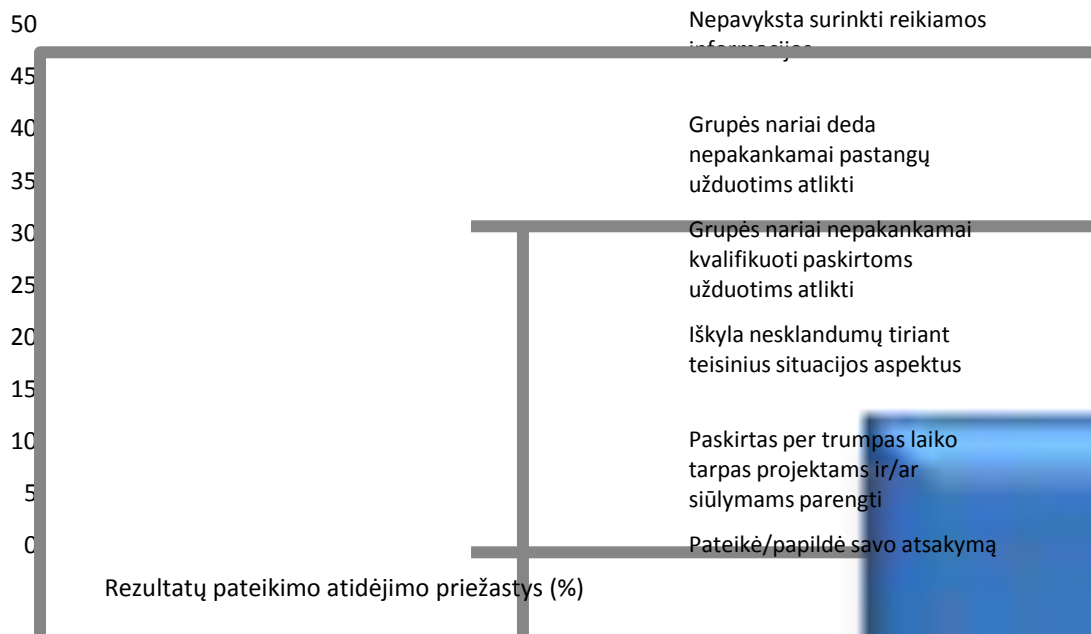 50
45
40
35
30
25
20
15
10
5
0
Rezultatų pateikimo atidėjimo priežastys (%)
Nepavyksta surinkti reikiamos
informacijos
Grupės nariai deda
nepakankamai pastangų
užduotims atlikti
Grupės nariai nepakankamai
kvalifikuoti paskirtoms
užduotims atlikti
Iškyla nesklandumų tiriant
teisinius situacijos aspektus
Paskirtas per trumpas laiko
tarpas projektams ir/ar
siūlymams parengti
Pateikė/papildė savo atsakymą